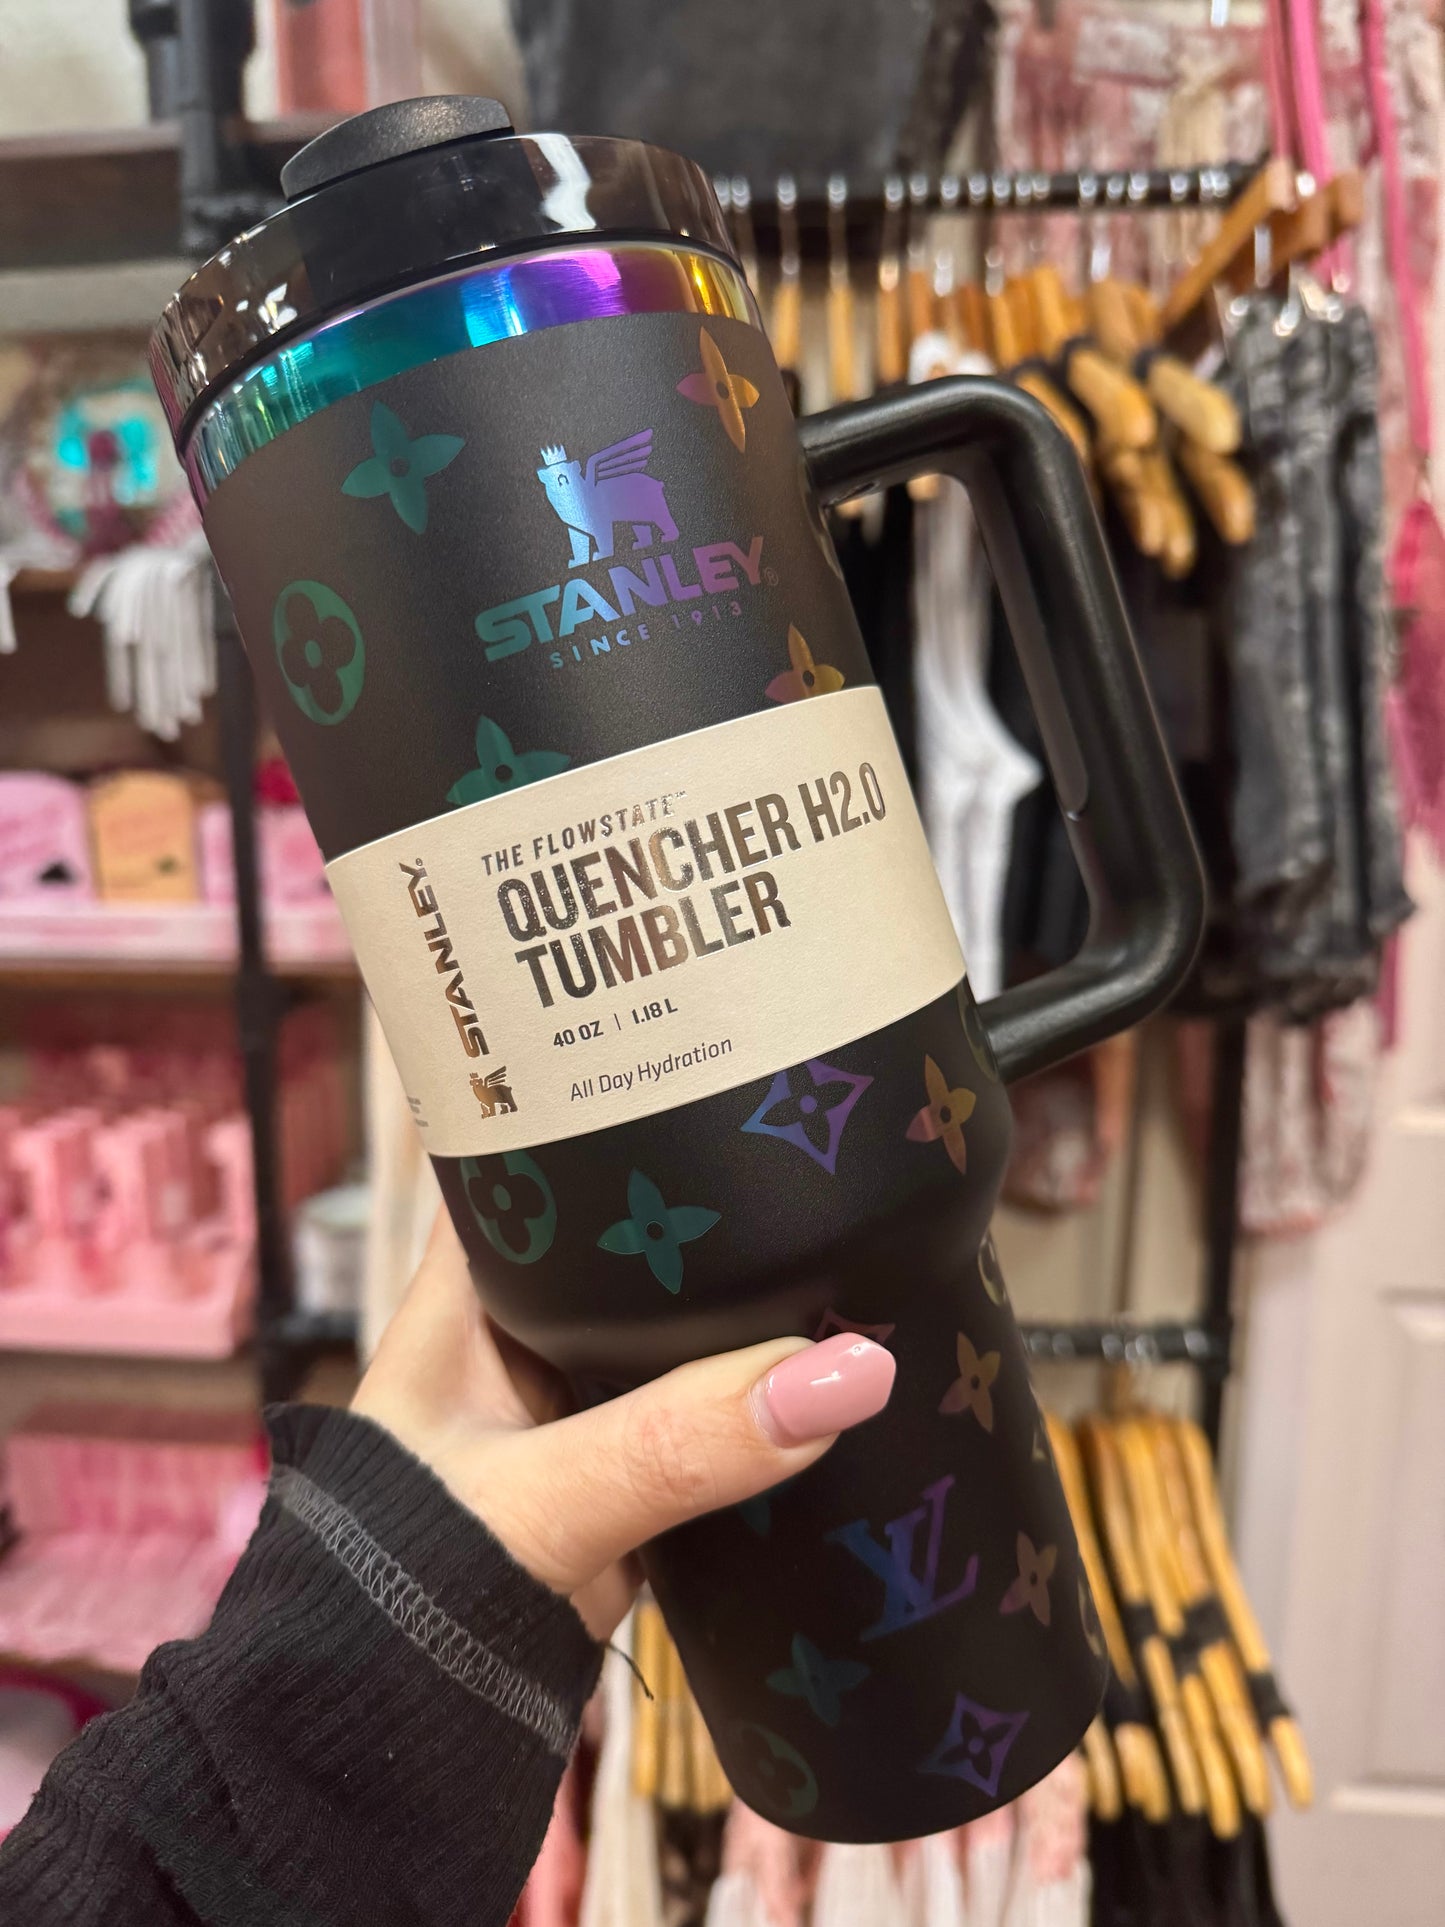 STANLEY®
SINCE 1913
STANLEY®
THE FLOWSTATE™
QUENCHER H2.0
TUMBLER
40 OZ | 1.18 L
All Day Hydration
LV